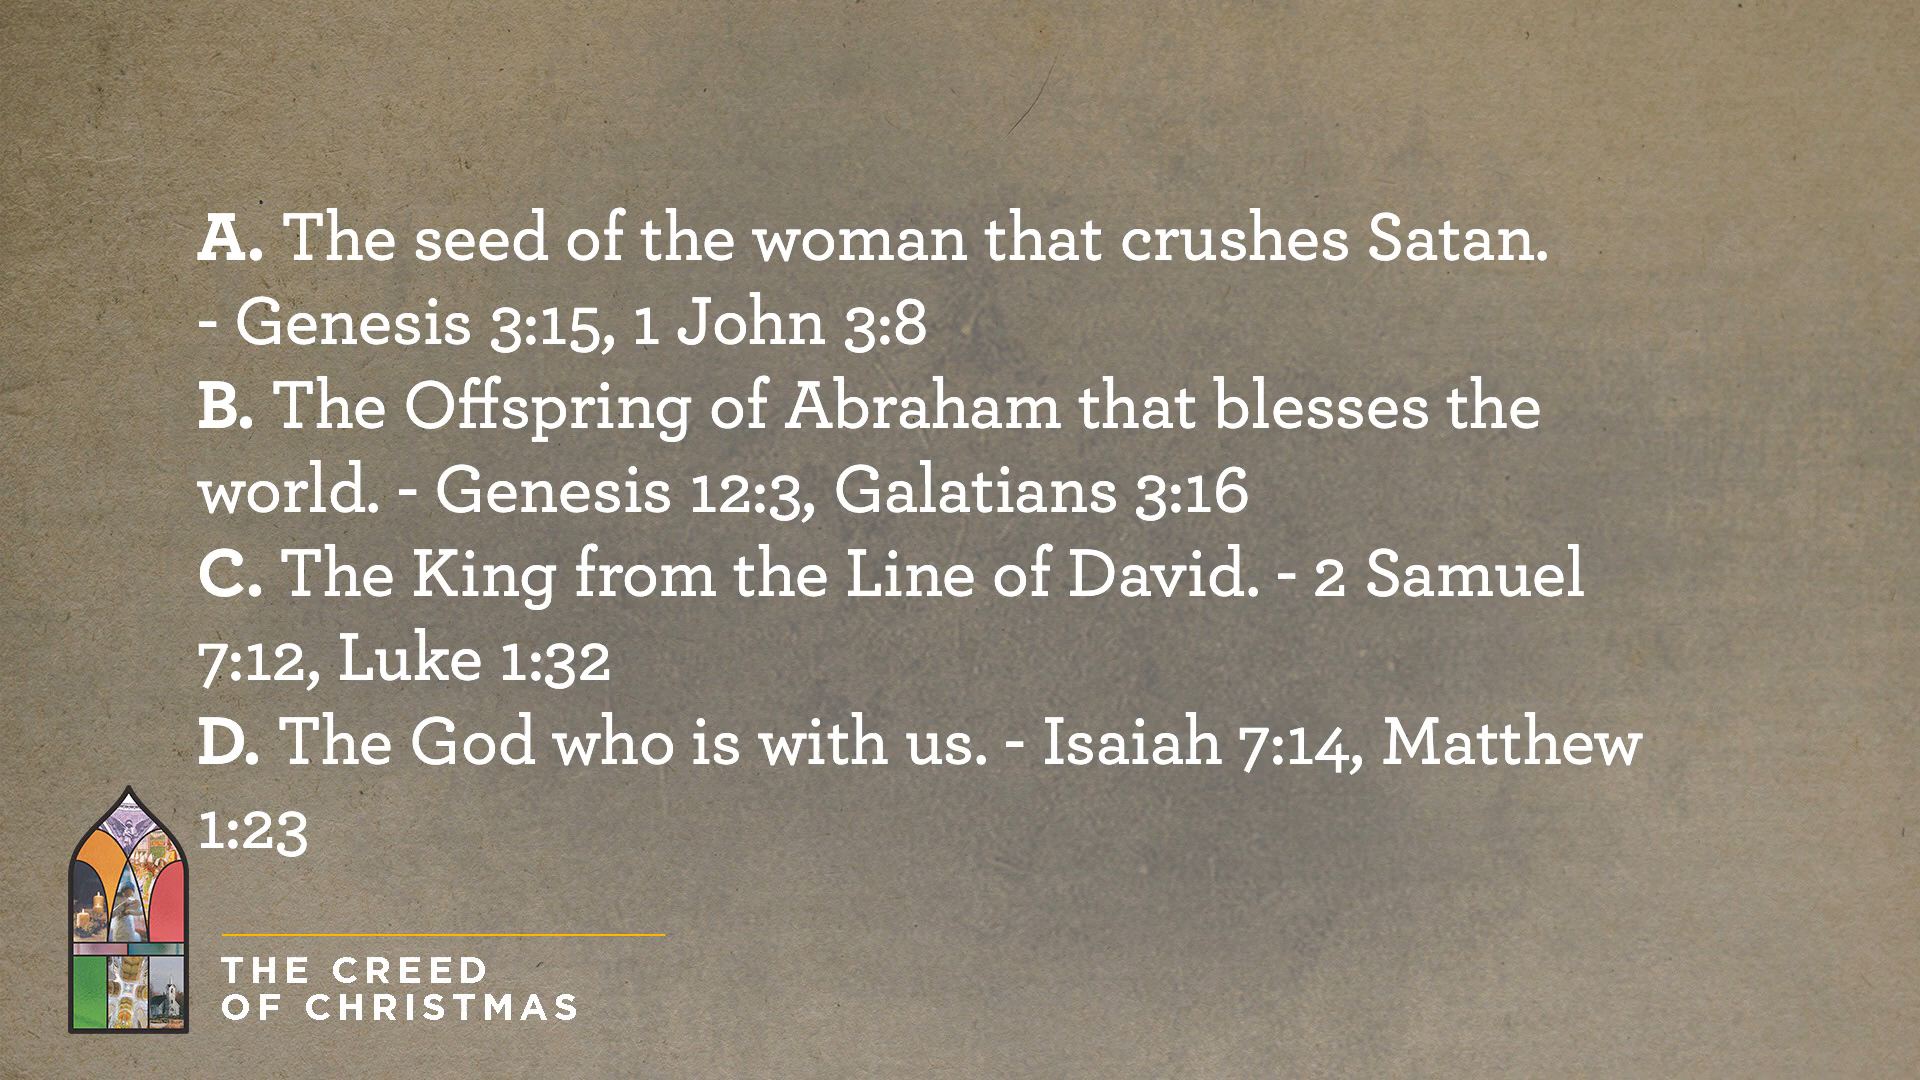 A. The seed of the woman that crushes Satan.
- Genesis 3:15, 1 John 3:8
B. The Offspring of Abraham that blesses the
world. - Genesis 12:3, Galatians 3:16
C. The King from the Line of David. - 2 Samuel
7:12, Luke 1:32
D. The God who is with us. - Isaiah 7:14, Matthew
1:23
THE CREED
OF CHRISTMAS